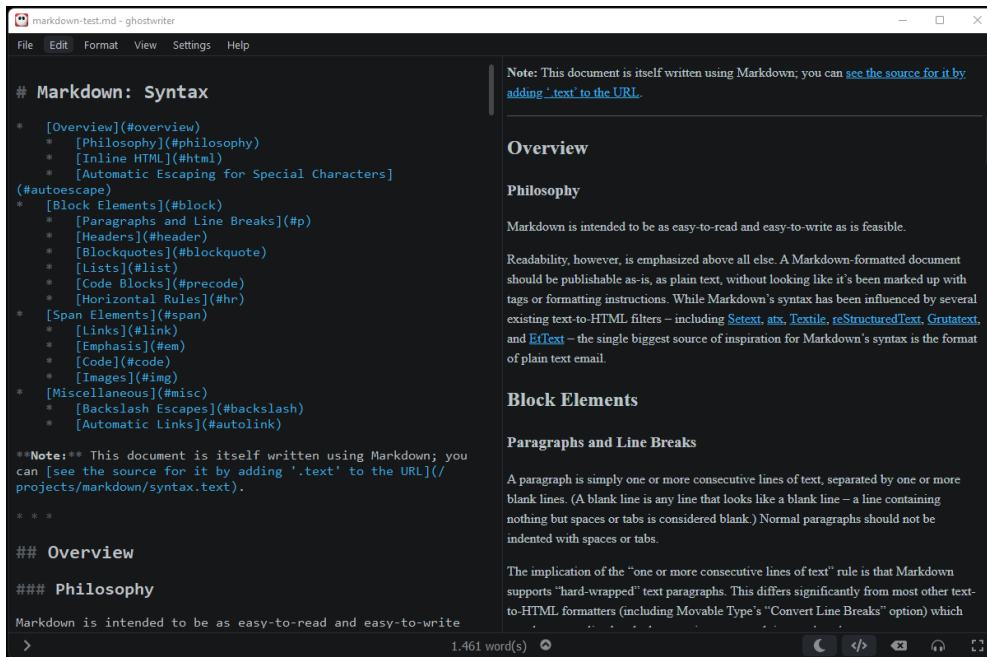 markdown-test.md - ghostwriter
File Edit Format View Settings Help
# Markdown: Syntax
* [Overview](#overview)
* [Philosophy](#philosophy)
* [Inline HTML](#html)
* [Automatic Escaping for Special Characters]
(#autoescape)
* [Block Elements](#block)
* [Paragraphs and Line Breaks](#p)
* [Headers](#header)
* [Blockquotes](#blockquote)
* [Lists](#list)
* [Code Blocks](#precode)
* [Horizontal Rules](#hr)
* [Span Elements](#span)
* [Links](#link)
* [Emphasis](#em)
* [Code](#code)
* [Images](#img)
* [Miscellaneous](#misc)
* [Backslash Escapes](#backslash)
* [Automatic Links](#autolink)
**Note:** This document is itself written using Markdown; you
can [see the source for it by adding '.text' to the URL](/
projects/markdown/syntax.text).
* * *
## Overview
### Philosophy
Markdown is intended to be as easy-to-read and easy-to-write
Note: This document is itself written using Markdown; you can see the source for it by
adding ‘.text’ to the URL.
Overview
Philosophy
Markdown is intended to be as easy-to-read and easy-to-write as is feasible.
Readability, however, is emphasized above all else. A Markdown-formatted document
should be publishable as-is, as plain text, without looking like it’s been marked up with
tags or formatting instructions. While Markdown’s syntax has been influenced by several
existing text-to-HTML filters – including Setext, atx, Textile, reStructuredText, Grutatext,
and EtText – the single biggest source of inspiration for Markdown’s syntax is the format
of plain text email.
Block Elements
Paragraphs and Line Breaks
A paragraph is simply one or more consecutive lines of text, separated by one or more
blank lines. (A blank line is any line that looks like a blank line – a line containing
nothing but spaces or tabs is considered blank.) Normal paragraphs should not be
indented with spaces or tabs.
The implication of the “one or more consecutive lines of text” rule is that Markdown
supports “hard-wrapped” text paragraphs. This differs significantly from most other text-
to-HTML formatters (including Movable Type’s “Convert Line Breaks” option) which
1.461 word(s)